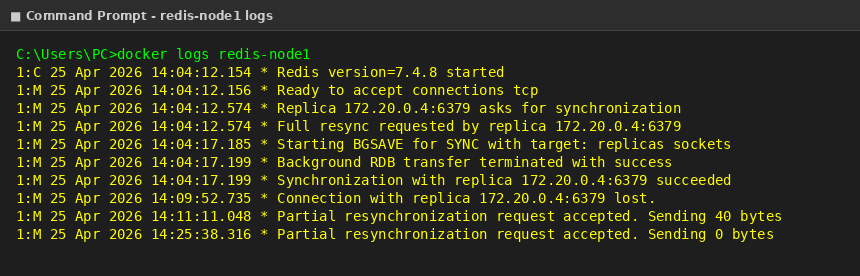 Command Prompt - redis-node1 logs
C:\Users\PC>docker logs redis-node1
1:C 25 Apr 2026 14:04:12.154 * Redis version=7.4.8 started
1:M 25 Apr 2026 14:04:12.156 * Ready to accept connections tcp
1:M 25 Apr 2026 14:04:12.574 * Replica 172.20.0.4:6379 asks for synchronization
1:M 25 Apr 2026 14:04:12.574 * Full resync requested by replica 172.20.0.4:6379
1:M 25 Apr 2026 14:04:17.185 * Starting BGSAVE for SYNC with target: replicas sockets
1:M 25 Apr 2026 14:04:17.199 * Background RDB transfer terminated with success
1:M 25 Apr 2026 14:04:17.199 * Synchronization with replica 172.20.0.4:6379 succeeded
1:M 25 Apr 2026 14:09:52.735 * Connection with replica 172.20.0.4:6379 lost.
1:M 25 Apr 2026 14:11:11.048 * Partial resynchronization request accepted. Sending 40 bytes
1:M 25 Apr 2026 14:25:38.316 * Partial resynchronization request accepted. Sending 0 bytes